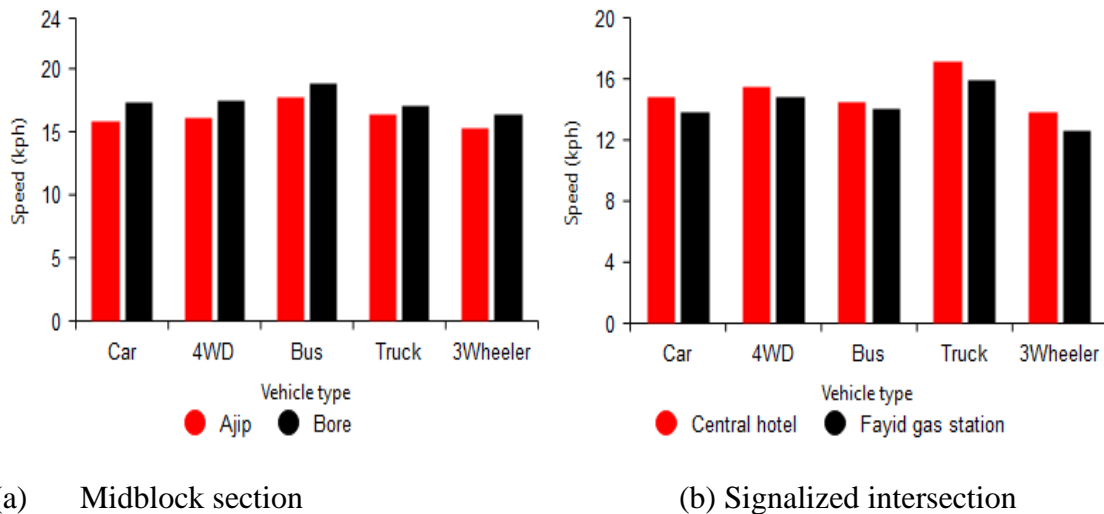 24
20
15
10
5
0
Speed (kph)
Car 4WD Bus Truck 3Wheeler
Vehicle type
Ajip Bore
20
16
12
8
4
0
Speed (kph)
Car 4WD Bus Truck 3Wheeler
Vehicle type
Central hotel Fayid gas station
(a) Midblock section
(b) Signalized intersection